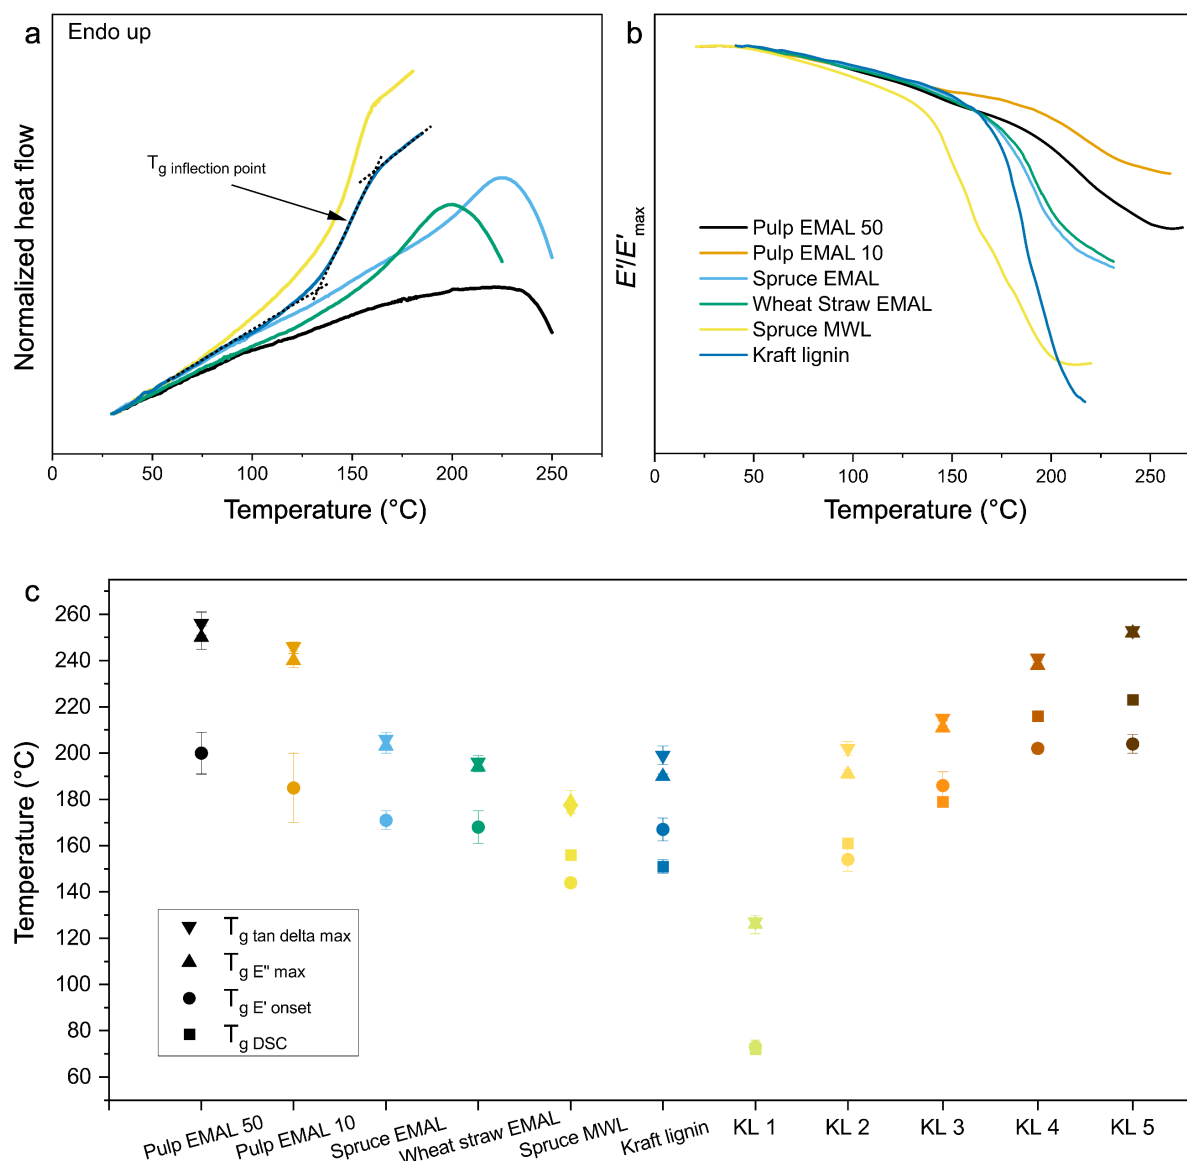 a
Endo up
Normalized heat flow
T g inflection point
0 50 100 150 200 250
Temperature (°C)
b
E'/E'max
Pulp EMAL 50
Pulp EMAL 10
Spruce EMAL
Wheat Straw EMAL
Spruce MWL
Kraft lignin
0 50 100 150 200 250
Temperature (°C)
c
Temperature (°C)
260
240
220
200
180
160
140
120
100
80
60
T g tan delta max
T g E" max
T g E' onset
T g DSC
Pulp EMAL 50 Pulp EMAL 10 Spruce EMAL Wheat straw EMAL Spruce MWL Kraft lignin KL 1 KL 2 KL 3 KL 4 KL 5